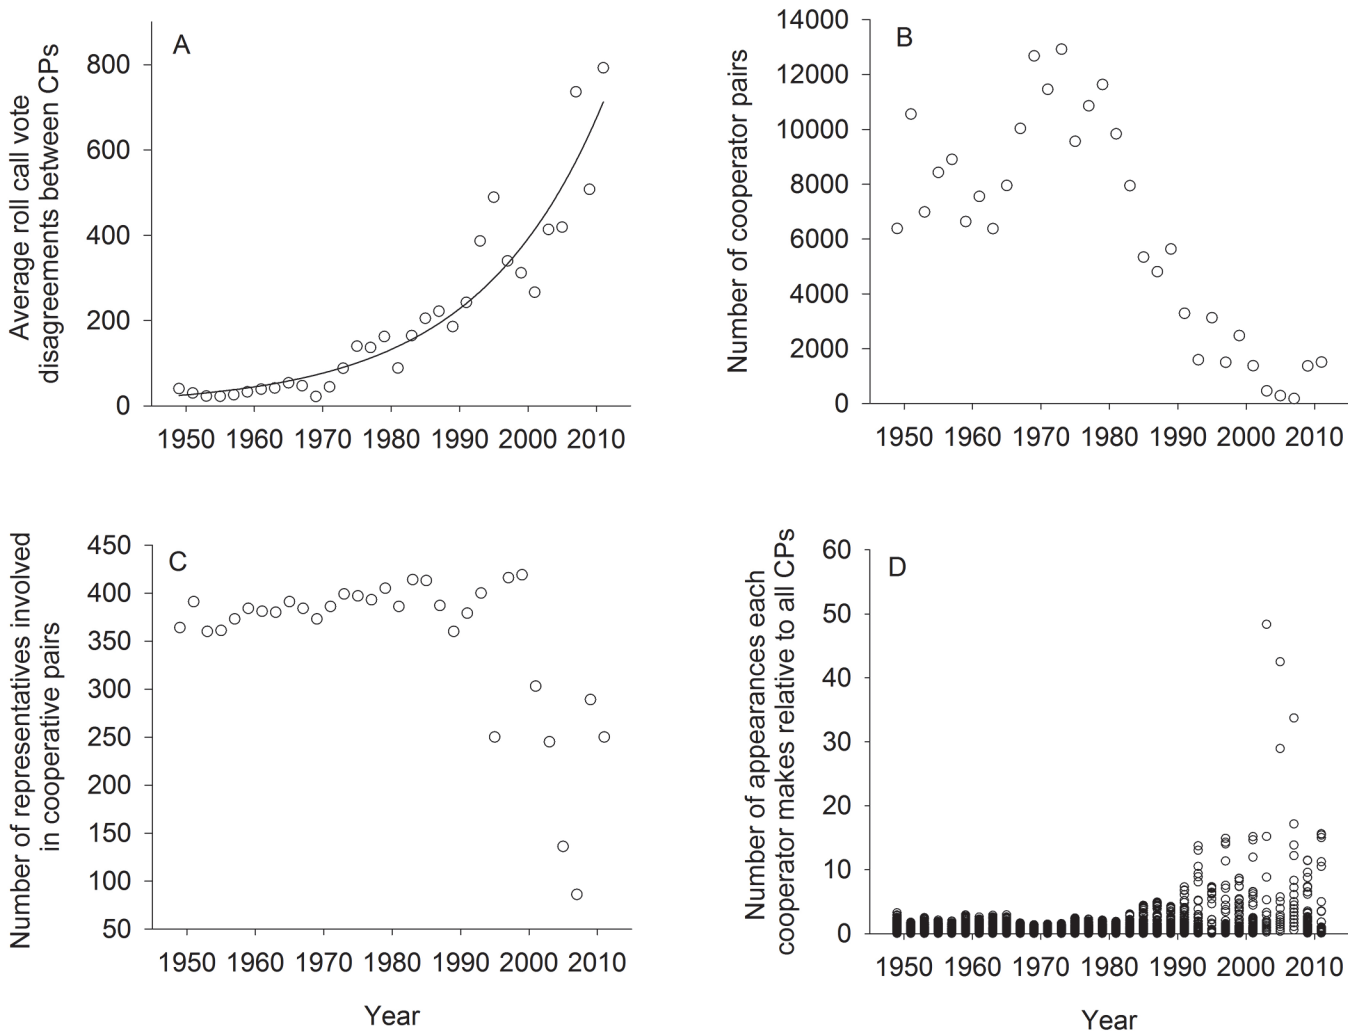 A
Average roll call vote
disagreements between CPs
800
600
400
200
0
1950 1960 1970 1980 1990 2000 2010
B
Number of cooperator pairs
14000
12000
10000
8000
6000
4000
2000
0
1950 1960 1970 1980 1990 2000 2010
C
Number of representatives involved
in cooperative pairs
450
400
350
300
250
200
150
100
50
1950 1960 1970 1980 1990 2000 2010
Year
D
Number of appearances each
cooperator makes relative to all CPs
60
50
40
30
20
10
0
1950 1960 1970 1980 1990 2000 2010
Year